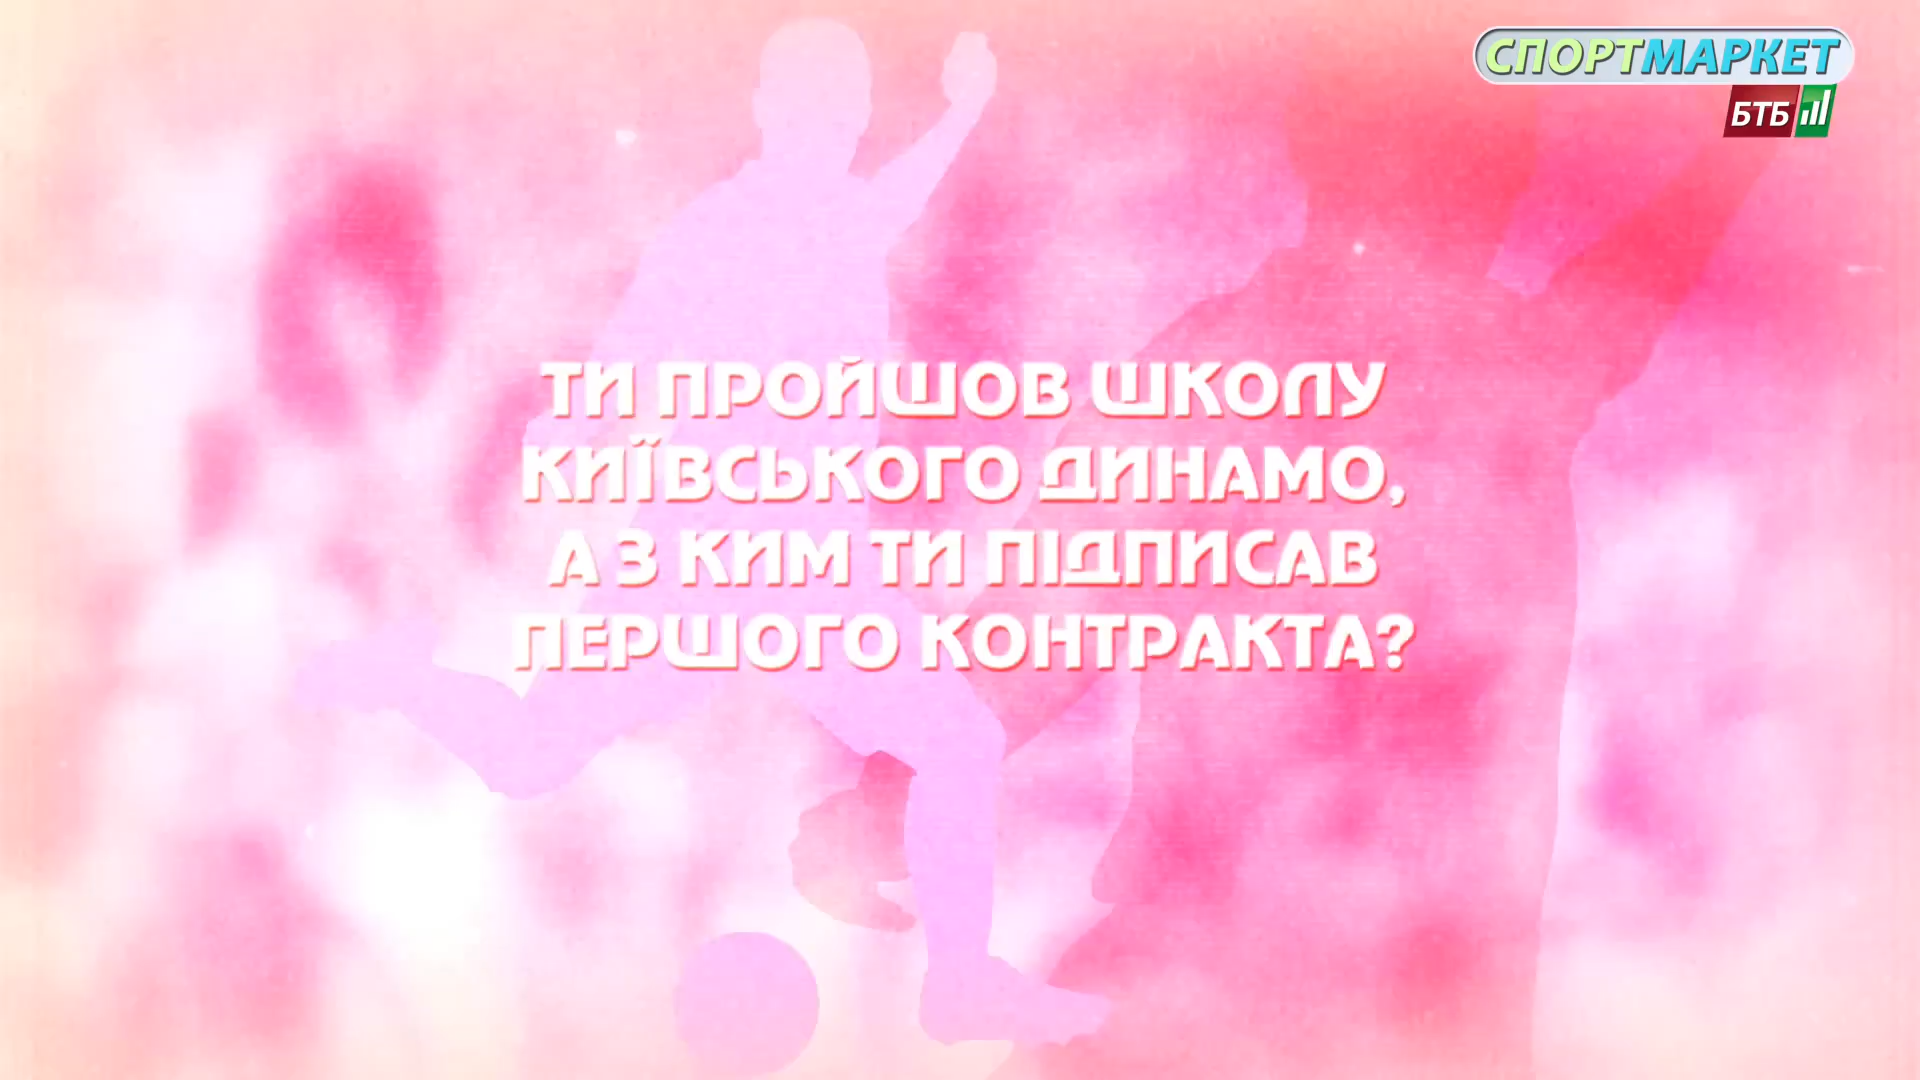 СПОРТМАРКЕТ
БТБ
ТИ ПРОЙШОВ ШКОЛУ
КИЇВСЬКОГО ДИНАМО,
А З КИМ ТИ ПІДПИСАВ
ПЕРШОГО КОНТРАКТА?